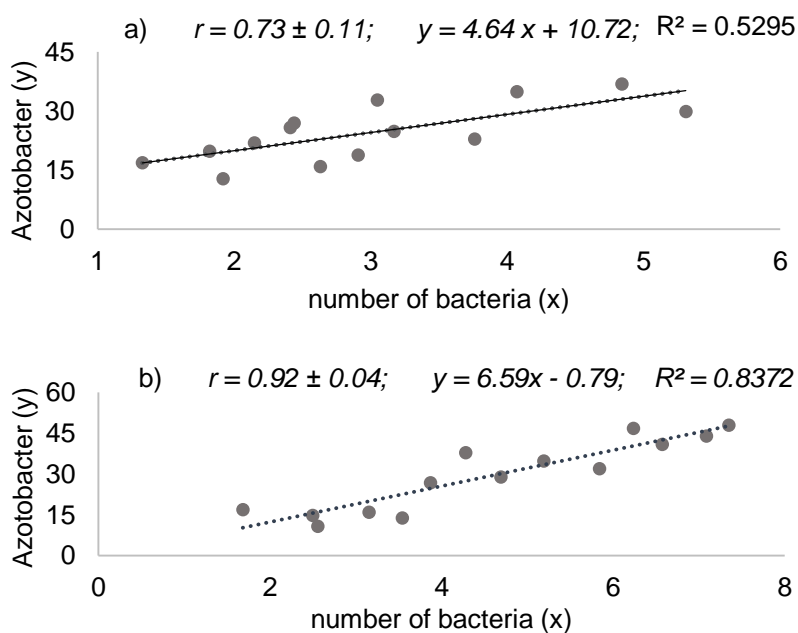 a) r = 0.73 ± 0.11; y = 4.64 x + 10.72; R² = 0.5295
45
30
15
0
Azotobacter (y)
1 2 3 4 5 6
number of bacteria (x)
b) r = 0.92 ± 0.04; y = 6.59x - 0.79; R² = 0.8372
60
45
30
15
0
Azotobacter (y)
0 2 4 6 8
number of bacteria (x)